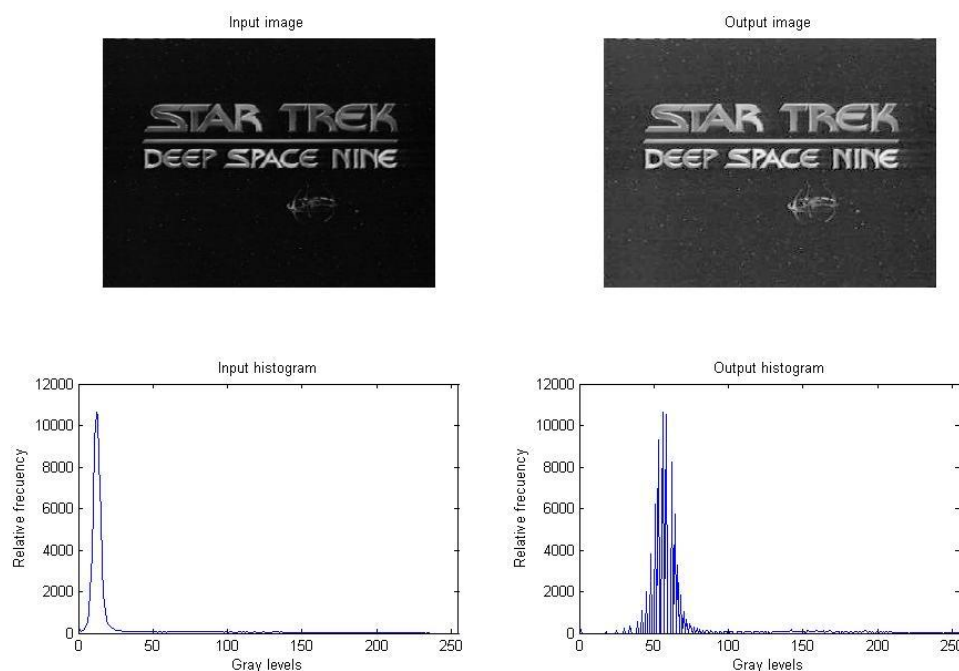 Input image
Output image
STAR TREK
DEEP SPACE NINE
STAR TREK
DEEP SPACE NINE
Input histogram
Output histogram
12000
10000
8000
6000
4000
2000
0
Relative frecuency
0 50 100 150 200 250
Gray levels
12000
10000
8000
6000
4000
2000
0
Relative frecuency
0 50 100 150 200 250
Gray levels